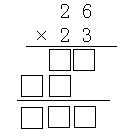 2 6
× 2 3
□ □
□ □
□ □ □